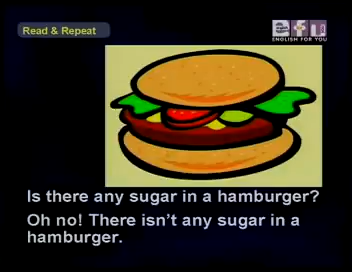 Read & Repeat
efu
ENGLISH FOR YOU
Is there any sugar in a hamburger?
Oh no! There isn't any sugar in a
hamburger.